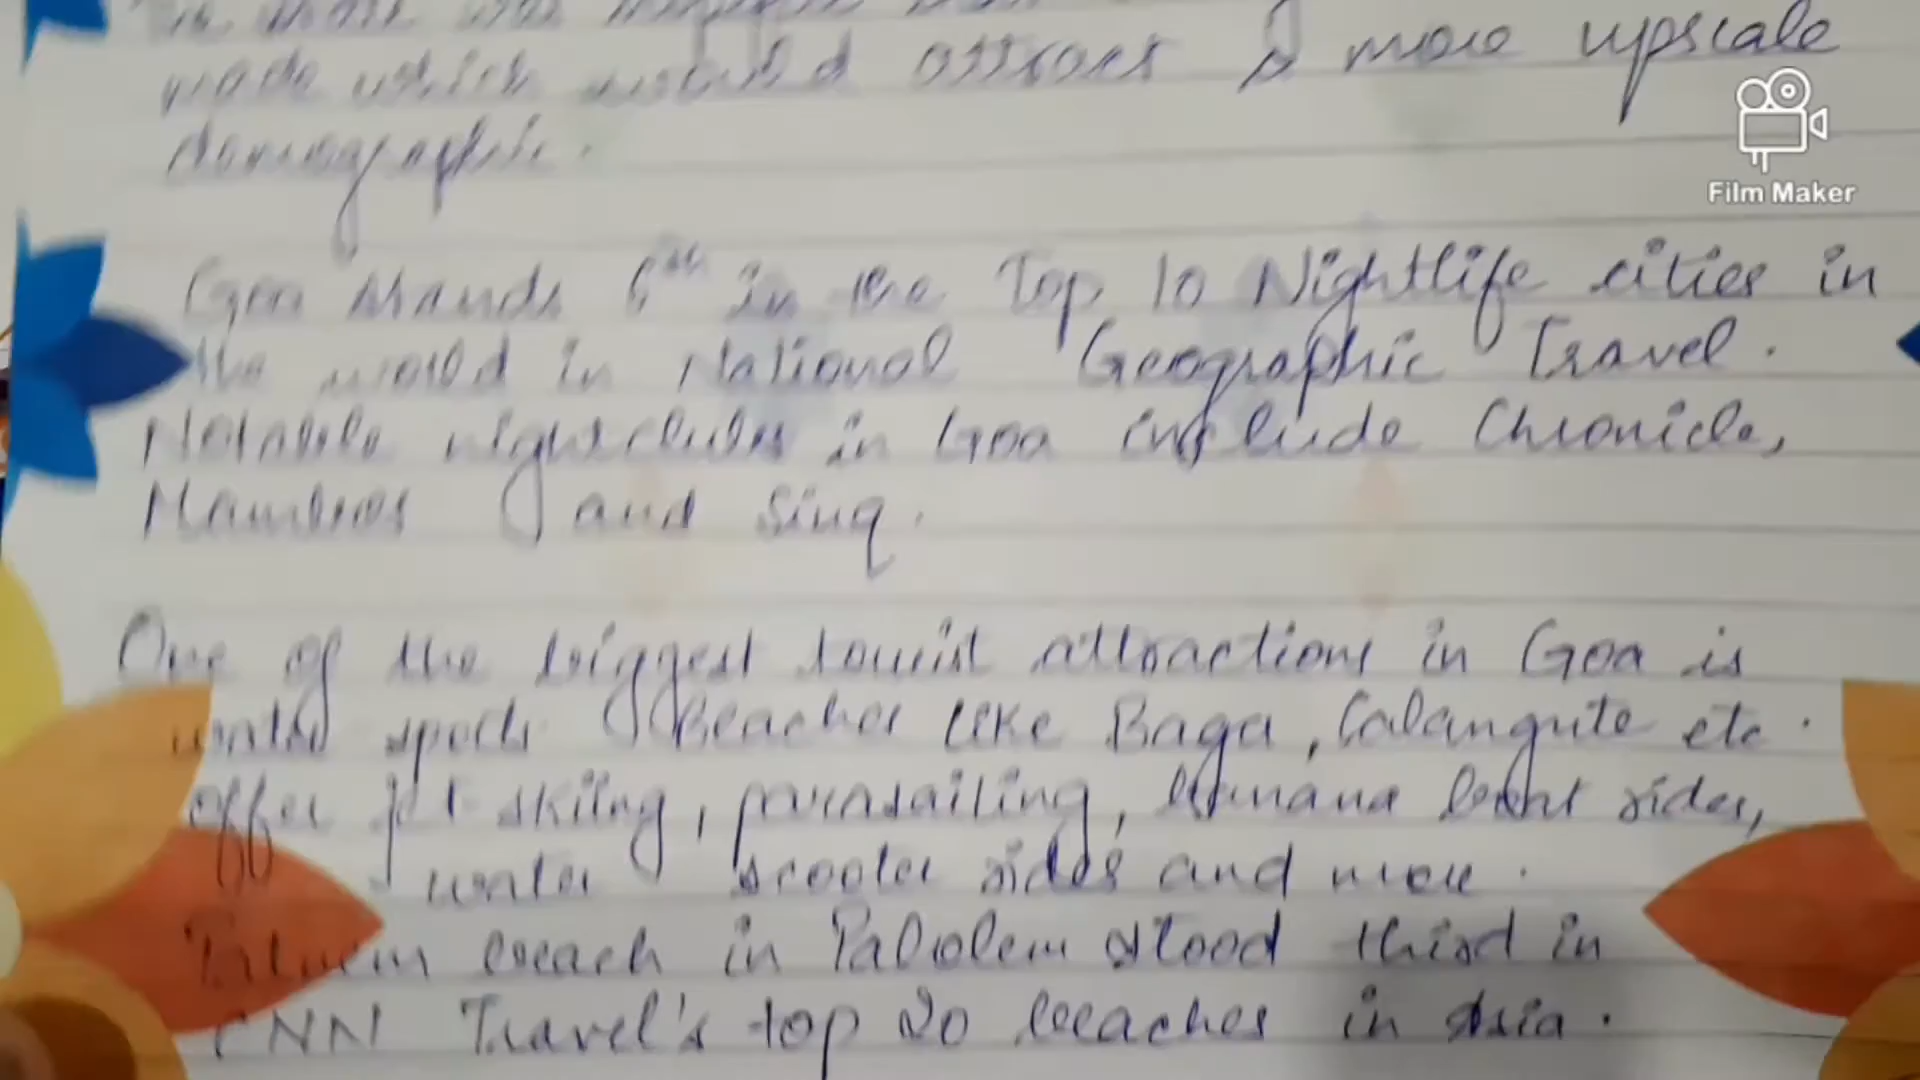 made which would attract a more upscale
demographic.
Film Maker
Goa stands 6th in the Top 10 Nightlife cities in
the world in National Geographic Travel.
Notable nightclubs in Goa include Chronicle,
Mambos and Sinq.
One of the biggest tourist attractions in Goa is
water sports Beaches like Baga, Calangute etc.
offer jet-skiing, parasailing, banana boat rides,
water scooter rides and more.
beach in Palolem stood third in
CNN Travel's top 20 beaches in Asia.